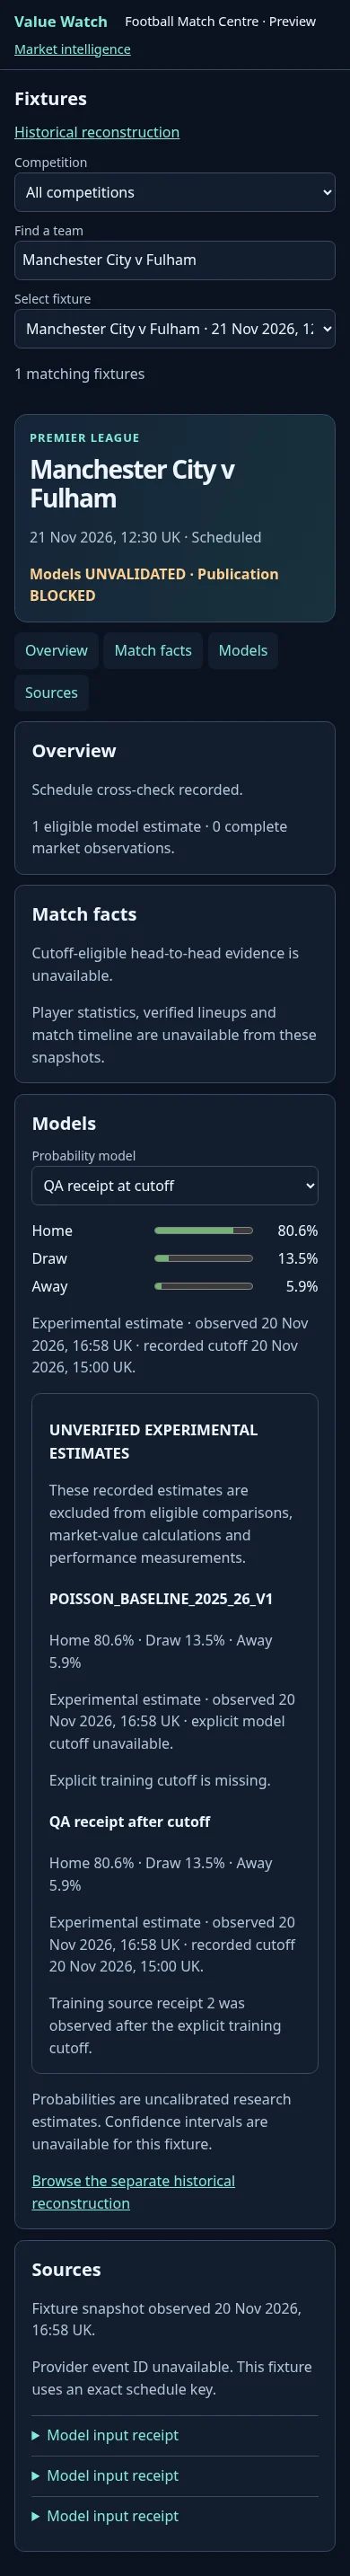 Value Watch Football Match Centre · Preview
Market intelligence
Fixtures
Historical reconstruction
Competition
All competitions
Find a team
Manchester City v Fulham
Select fixture
Manchester City v Fulham · 21 Nov 2026, 12
1 matching fixtures
PREMIER LEAGUE
Manchester City v
Fulham
21 Nov 2026, 12:30 UK · Scheduled
Models UNVALIDATED · Publication
BLOCKED
Overview Match facts Models
Sources
Overview
Schedule cross-check recorded.
1 eligible model estimate · 0 complete
market observations.
Match facts
Cutoff-eligible head-to-head evidence is
unavailable.
Player statistics, verified lineups and
match timeline are unavailable from these
snapshots.
Models
Probability model
QA receipt at cutoff
Home 80.6%
Draw 13.5%
Away 5.9%
Experimental estimate · observed 20 Nov
2026, 16:58 UK · recorded cutoff 20 Nov
2026, 15:00 UK.
UNVERIFIED EXPERIMENTAL
ESTIMATES
These recorded estimates are
excluded from eligible comparisons,
market-value calculations and
performance measurements.
POISSON_BASELINE_2025_26_V1
Home 80.6% · Draw 13.5% · Away
5.9%
Experimental estimate · observed 20
Nov 2026, 16:58 UK · explicit model
cutoff unavailable.
Explicit training cutoff is missing.
QA receipt after cutoff
Home 80.6% · Draw 13.5% · Away
5.9%
Experimental estimate · observed 20
Nov 2026, 16:58 UK · recorded cutoff
20 Nov 2026, 15:00 UK.
Training source receipt 2 was
observed after the explicit training
cutoff.
Probabilities are uncalibrated research
estimates. Confidence intervals are
unavailable for this fixture.
Browse the separate historical
reconstruction
Sources
Fixture snapshot observed 20 Nov 2026,
16:58 UK.
Provider event ID unavailable. This fixture
uses an exact schedule key.
Model input receipt
Model input receipt
Model input receipt